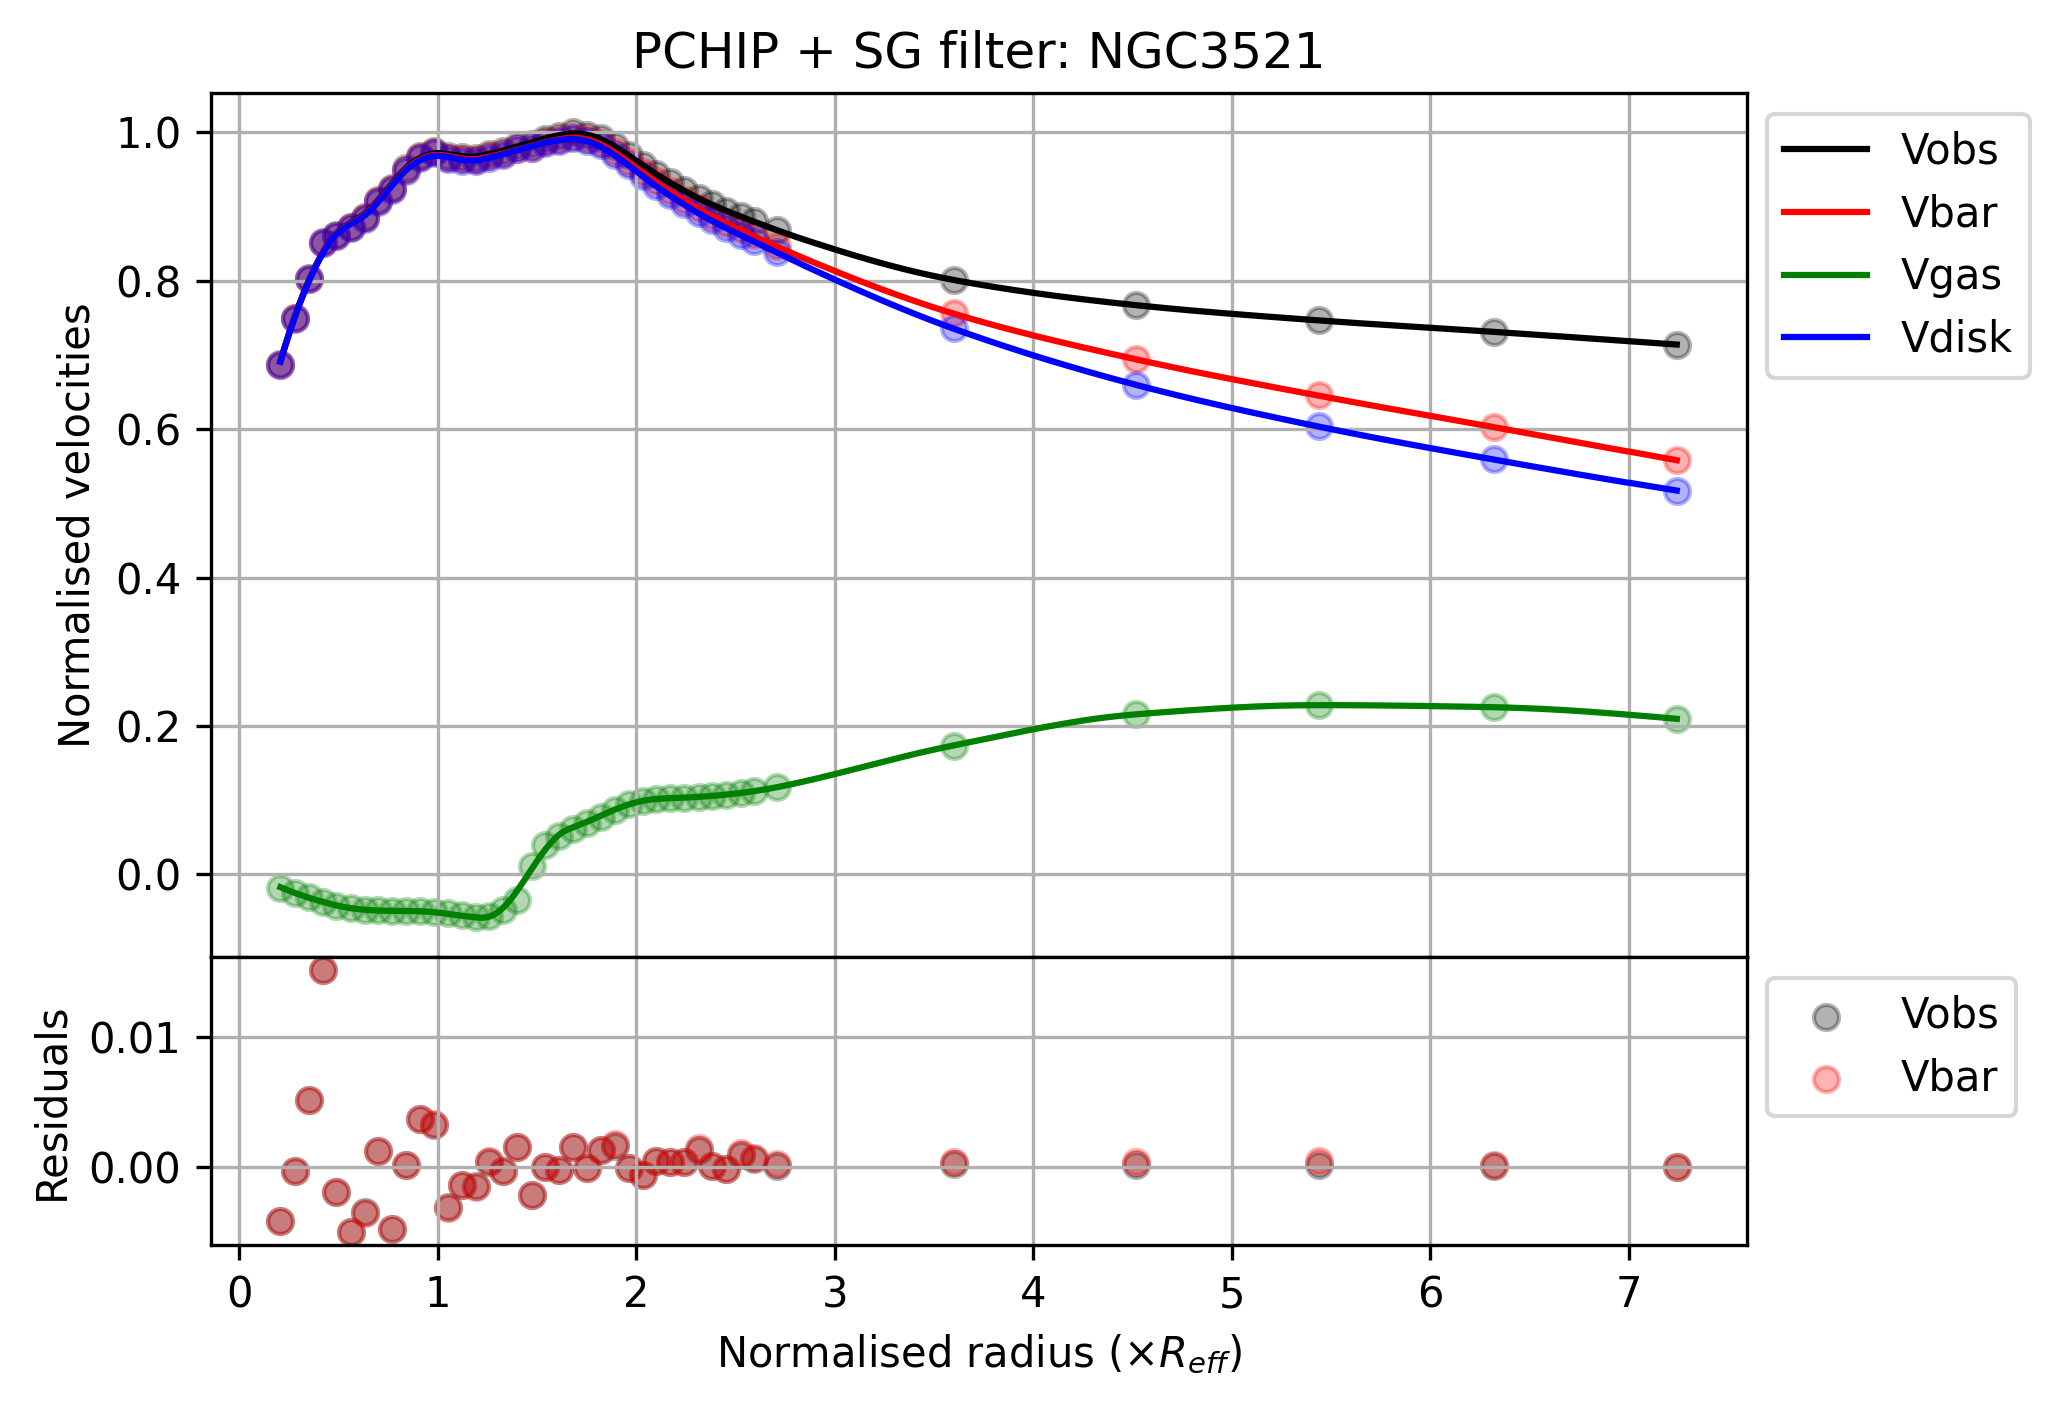 PCHIP + SG filter: NGC3521
Normalised velocities
1.0
0.8
0.6
0.4
0.2
0.0
Vobs
Vbar
Vgas
Vdisk
Residuals
0.01
0.00
Vobs
Vbar
0 1 2 3 4 5 6 7
Normalised radius (×R_eff)